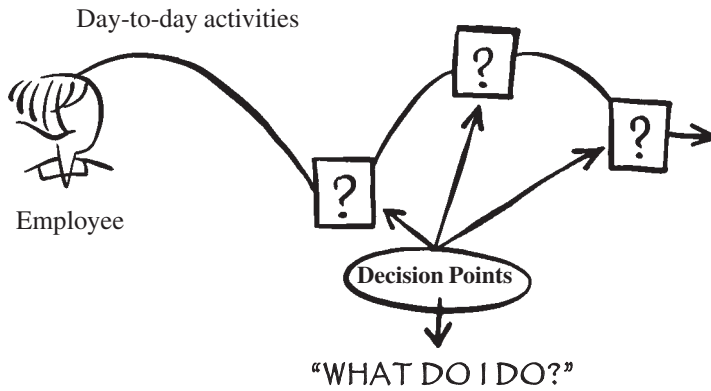 Day-to-day activities
?
?
?
Employee
Decision Points
“WHAT DO I DO?”